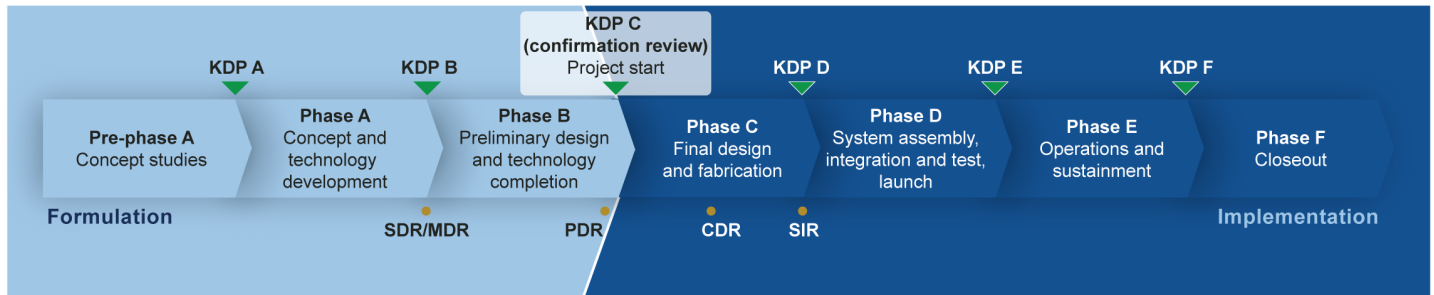 KDP C
(confirmation review)
Project start
KDP A
KDP B
KDP D
KDP E
KDP F
Pre-phase A
Concept studies
Phase A
Concept and
technology
development
Phase B
Preliminary design
and technology
completion
Phase C
Final design
and fabrication
Phase D
System assembly,
integration and test,
launch
Phase E
Operations and
sustainment
Phase F
Closeout
Formulation
Implementation
SDR/MDR
PDR
CDR
SIR